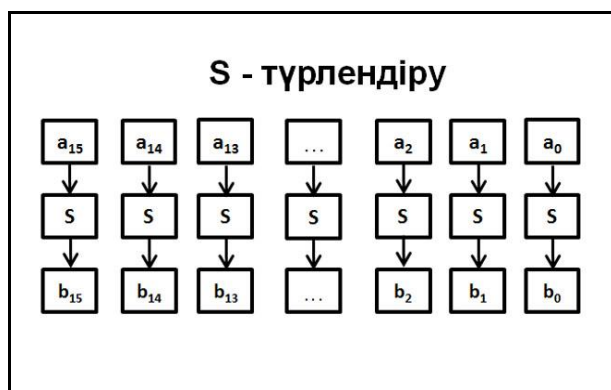 S - түрлендіру
a₁₅ a₁₄ a₁₃ ... a₂ a₁ a₀
S S S S S S S
b₁₅ b₁₄ b₁₃ ... b₂ b₁ b₀